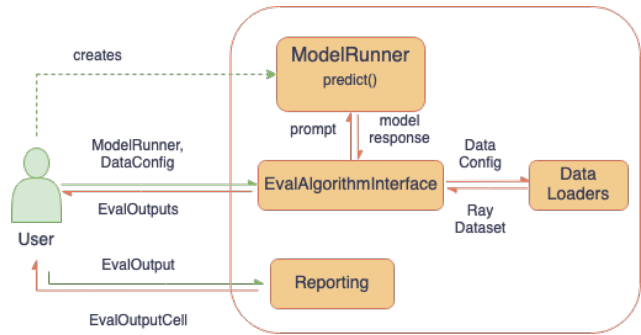 creates
ModelRunner
predict()
prompt
model
response
ModelRunner,
DataConfig
EvalAlgorithmInterface
Data
Config
Data
Loaders
EvalOutputs
Ray
Dataset
User
EvalOutput
Reporting
EvalOutputCell